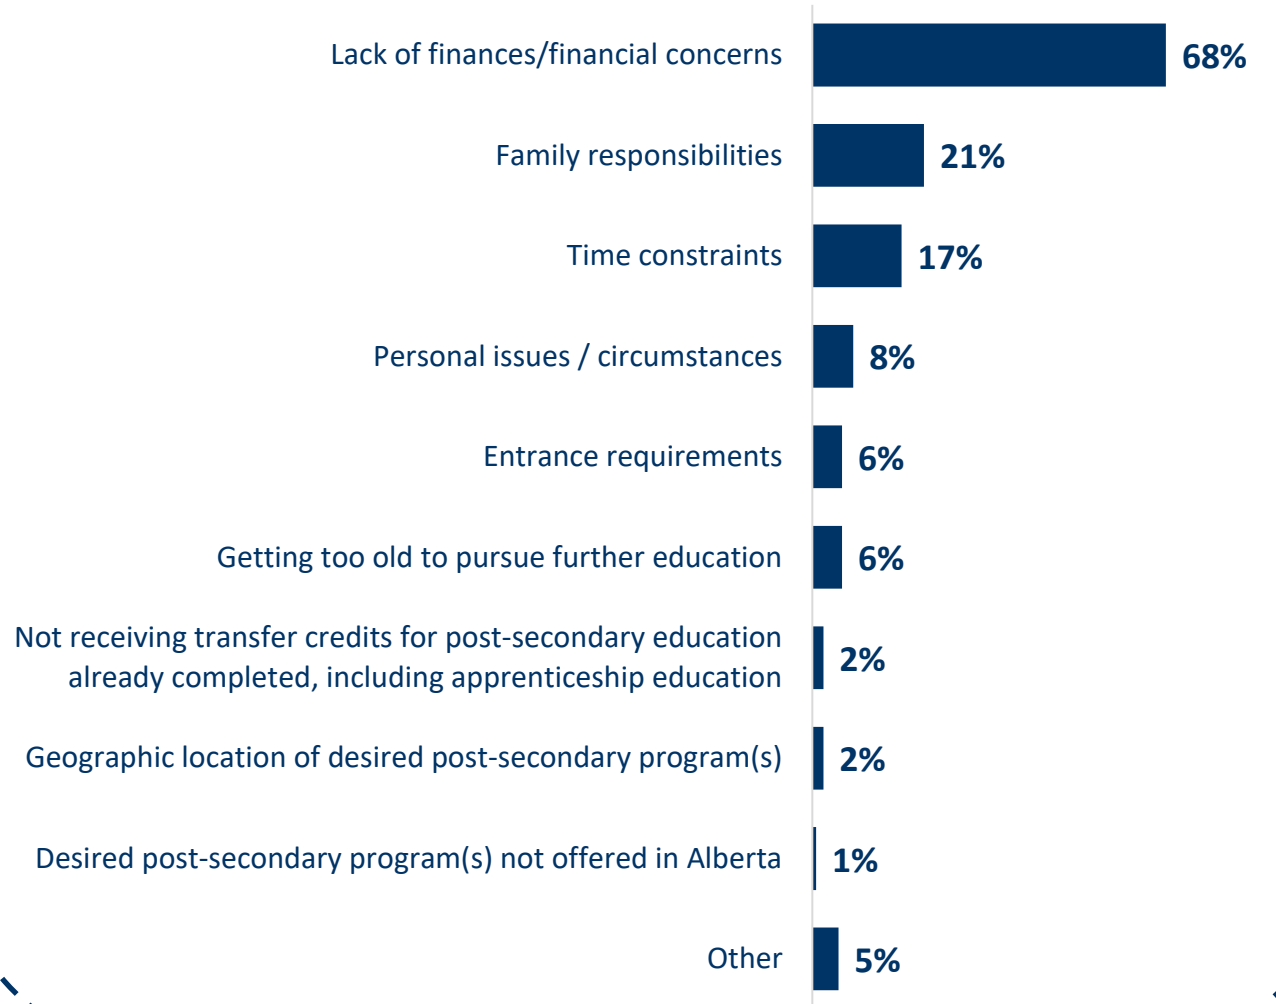 Lack of finances/financial concerns 68%
Family responsibilities 21%
Time constraints 17%
Personal issues / circumstances 8%
Entrance requirements 6%
Getting too old to pursue further education 6%
Not receiving transfer credits for post-secondary education
already completed, including apprenticeship education 2%
Geographic location of desired post-secondary program(s) 2%
Desired post-secondary program(s) not offered in Alberta 1%
Other 5%